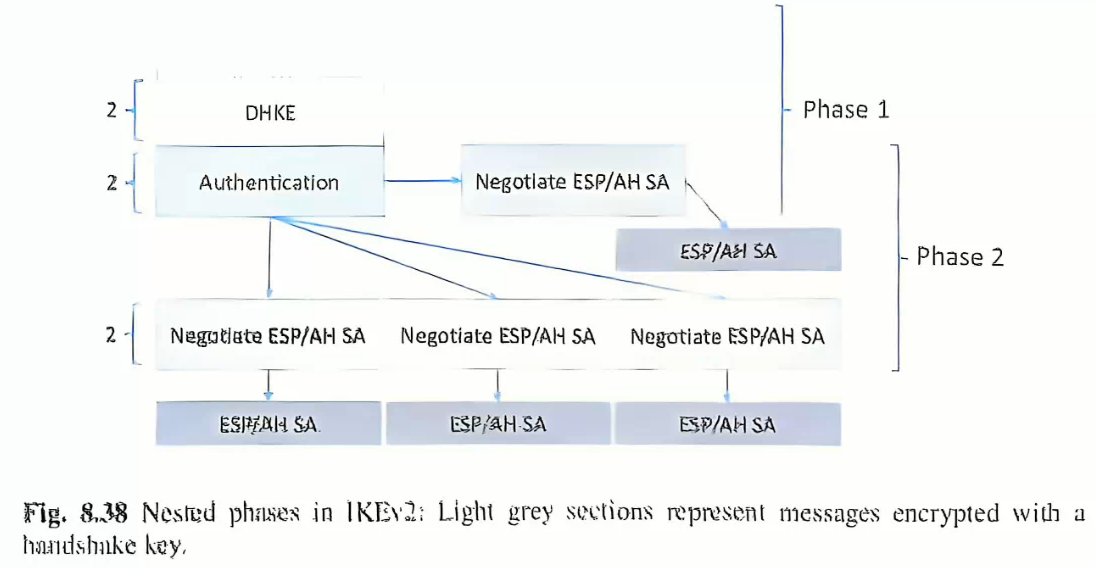 2
DHKE
Phase 1
2
Authentication
Negotiate ESP/AH SA
ESP/AH SA
Phase 2
2
Negotiate ESP/AH SA
Negotiate ESP/AH SA
Negotiate ESP/AH SA
ESP/AH SA
ESP/AH SA
ESP/AH SA
Fig. 8.38 Nested phases in IKEv2: Light grey sections represent messages encrypted with a
handshake key.